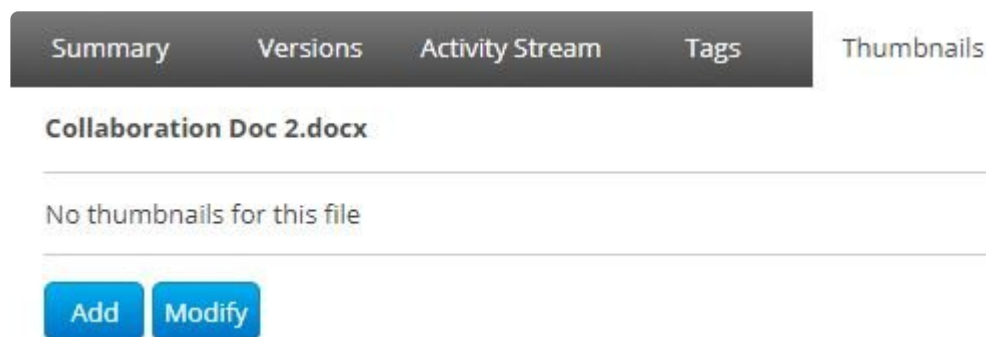 Summary Versions Activity Stream Tags Thumbnails
Collaboration Doc 2.docx
No thumbnails for this file
Add Modify